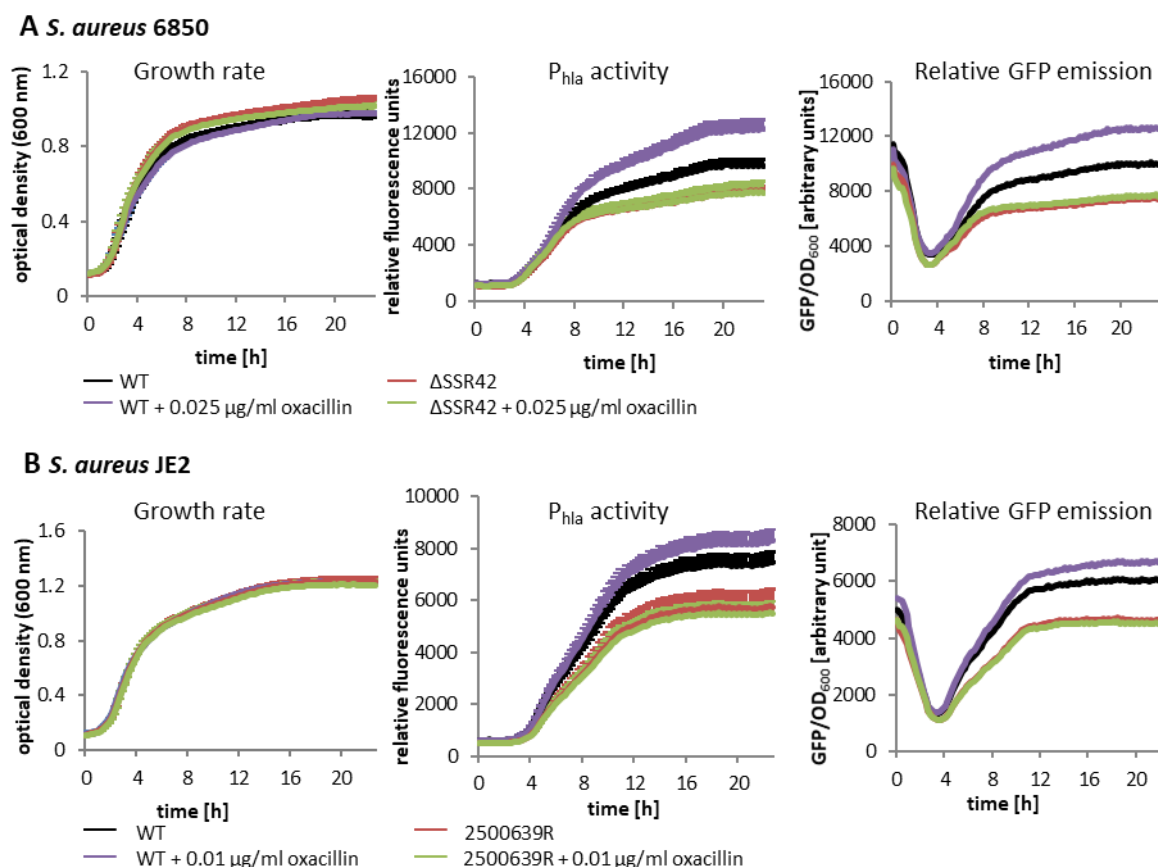 A S. aureus 6850
Growth rate
optical density (600 nm)
1.2
0.8
0.4
0
0 4 8 12 16 20
time [h]
P_hla activity
relative fluorescence units
16000
12000
8000
4000
0
0 4 8 12 16 20
time [h]
Relative GFP emission
GFP/OD600 [arbitrary units]
16000
12000
8000
4000
0
0 4 8 12 16 20
time [h]
WT
WT + 0.025 µg/ml oxacillin
ΔSSR42
ΔSSR42 + 0.025 µg/ml oxacillin
B S. aureus JE2
Growth rate
optical density (600 nm)
1.6
1.2
0.8
0.4
0
0 4 8 12 16 20
time [h]
P_hla activity
relative fluorescence units
10000
8000
6000
4000
2000
0
0 4 8 12 16 20
time [h]
Relative GFP emission
GFP/OD600 [arbitrary unit]
8000
6000
4000
2000
0
0 4 8 12 16 20
time [h]
WT
WT + 0.01 µg/ml oxacillin
2500639R
2500639R + 0.01 µg/ml oxacillin